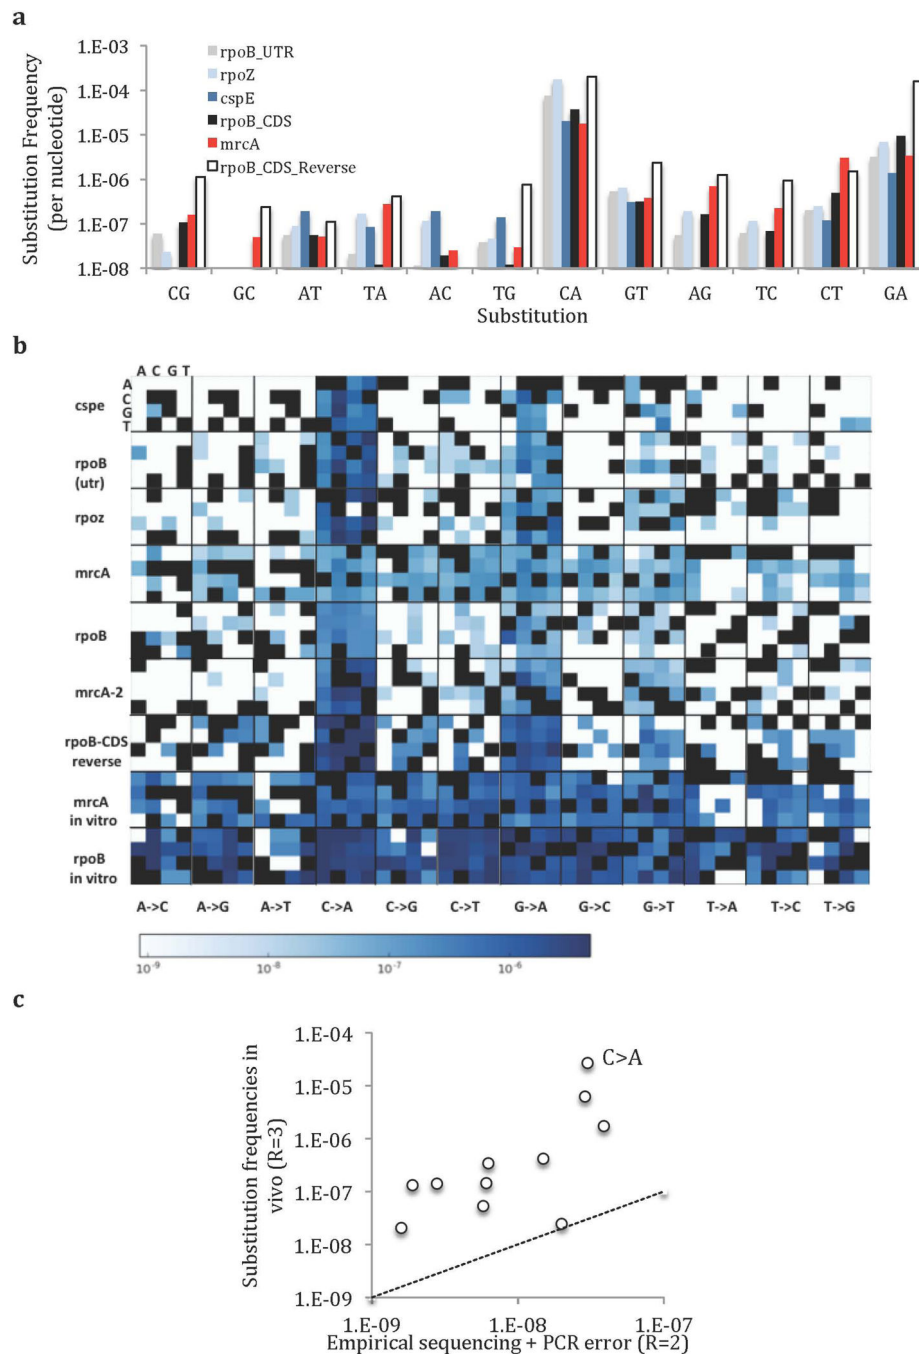 a
Substitution Frequency
(per nucleotide)
1.E-03
1.E-04
1.E-05
1.E-06
1.E-07
1.E-08
rpoB_UTR
rpoZ
cspE
rpoB_CDS
mrcA
rpoB_CDS_Reverse
CG GC AT TA AC TG CA GT AG TC CT GA
Substitution
b
A C G T
A
C
G
T
cspe
rpoB
(utr)
rpoz
mrcA
rpoB
mrcA-2
rpoB-CDS
reverse
mrcA
in vitro
rpoB
in vitro
A->C A->G A->T C->A C->G C->T G->A G->C G->T T->A T->C T->G
10⁻⁹ 10⁻⁸ 10⁻⁷ 10⁻⁶
c
Substitution frequencies in
vivo (R=3)
1.E-04
1.E-05
1.E-06
1.E-07
1.E-08
1.E-09
C>A
1.E-09 1.E-08 1.E-07
Empirical sequencing + PCR error (R=2)